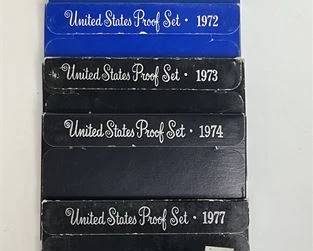 United States Proof Set · 1972
United States Proof Set · 1973
United States Proof Set · 1974
United States Proof Set · 1977